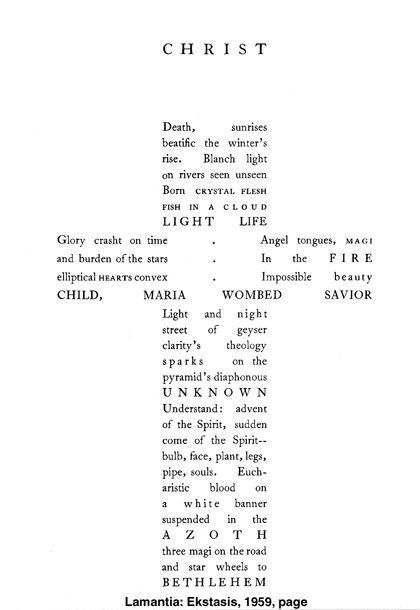 CHRIST
Death, sunrises
beatific the winter's
rise. Blanch light
on rivers seen unseen
Born CRYSTAL FLESH
FISH IN A CLOUD
LIGHT LIFE
Glory crasht on time . Angel tongues, MAGI
and burden of the stars . In the FIRE
elliptical HEARTS convex . Impossible beauty
CHILD, MARIA WOMBED SAVIOR
Light and night
street of geyser
clarity's theology
sparks on the
pyramid's diaphonous
UNKNOWN
Understand: advent
of the Spirit, sudden
come of the Spirit--
bulb, face, plant, legs,
pipe, souls. Euch-
aristic blood on
a white banner
suspended in the
AZOTH
three magi on the road
and star wheels to
BETHLEHEM
Lamantia: Ekstasis, 1959, page